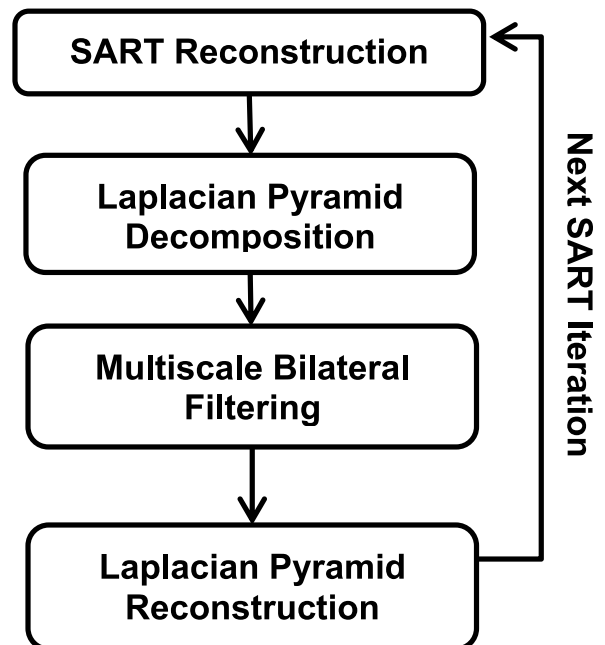 SART Reconstruction
Laplacian Pyramid
Decomposition
Multiscale Bilateral
Filtering
Laplacian Pyramid
Reconstruction
Next SART Iteration